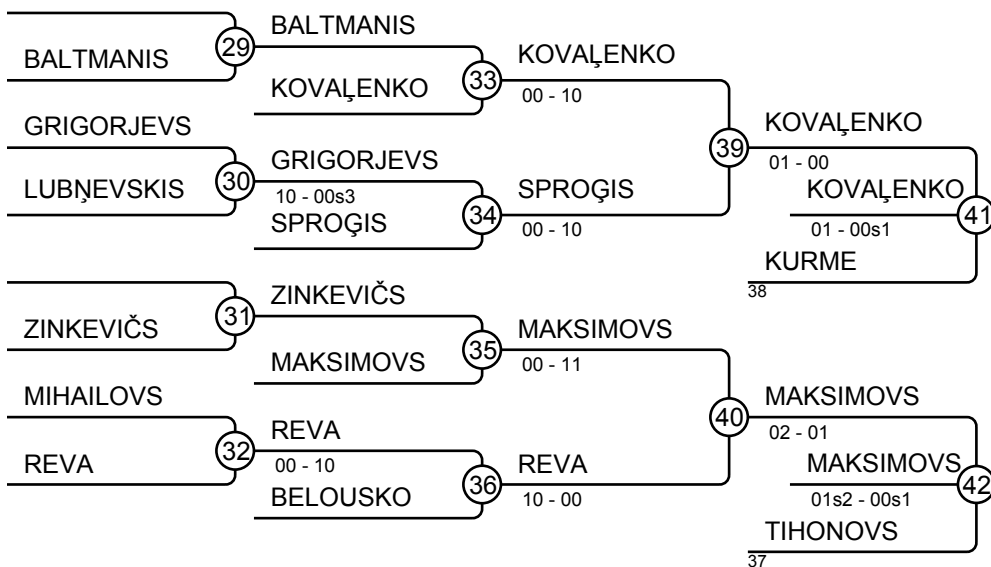 BALTMANIS
29
BALTMANIS
KOVAĻENKO
33
KOVAĻENKO
00 - 10
GRIGORJEVS
LUBŅEVSKIS
30
GRIGORJEVS
10 - 00s3
SPROĢIS
34
SPROĢIS
00 - 10
39
KOVAĻENKO
01 - 00
KOVAĻENKO
01 - 00s1
41
KURME
38
ZINKEVIČS
31
ZINKEVIČS
MAKSIMOVS
35
MAKSIMOVS
00 - 11
MIHAILOVS
REVA
32
REVA
00 - 10
BELOUSKO
36
REVA
10 - 00
40
MAKSIMOVS
02 - 01
MAKSIMOVS
01s2 - 00s1
42
TIHONOVS
37